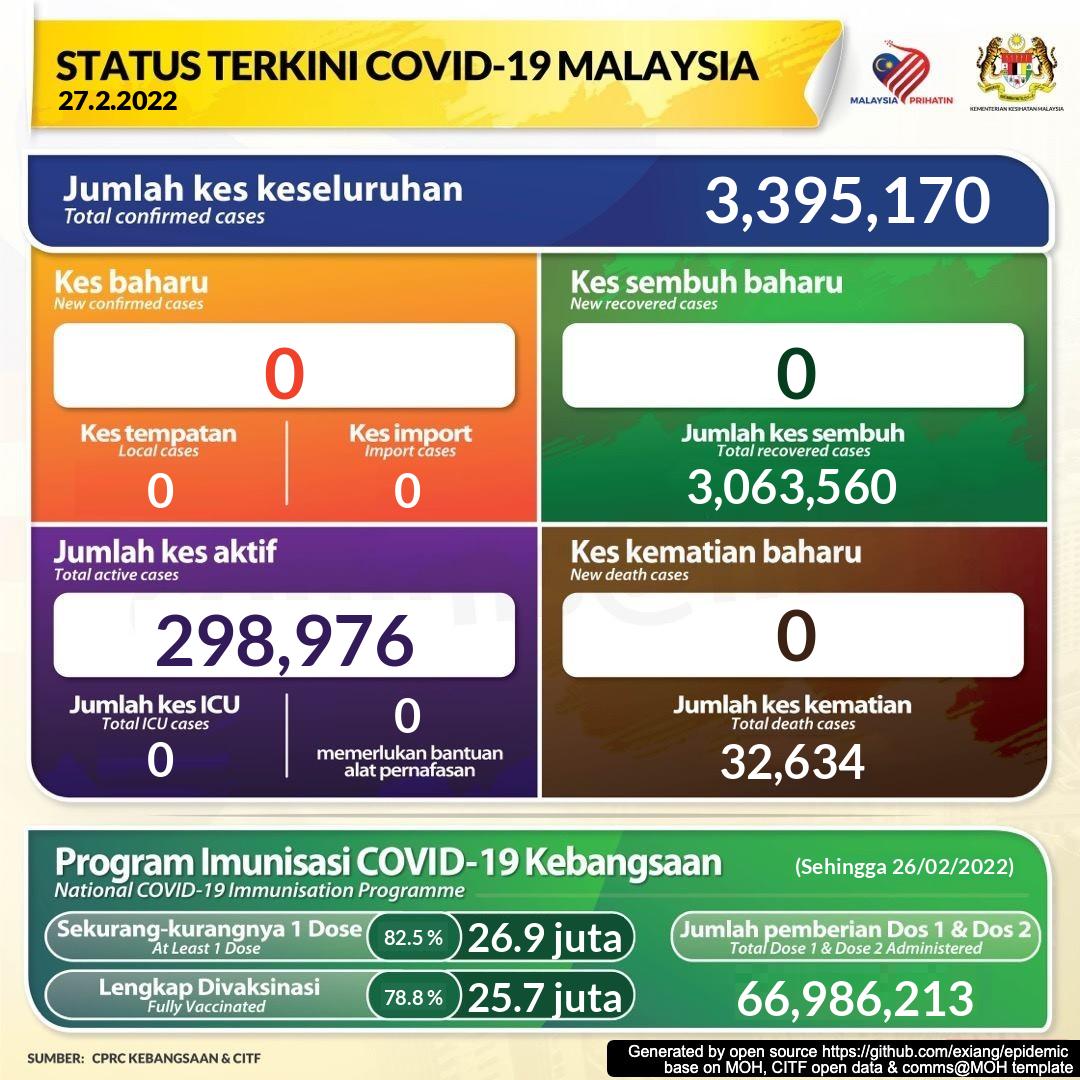 STATUS TERKINI COVID-19 MALAYSIA
27.2.2022
MALAYSIA PRIHATIN
KEMENTERIAN KESIHATAN MALAYSIA
Jumlah kes keseluruhan
Total confirmed cases
3,395,170
Kes baharu
New confirmed cases
0
Kes tempatan
Local cases
0
Kes import
Import cases
0
Kes sembuh baharu
New recovered cases
0
Jumlah kes sembuh
Total recovered cases
3,063,560
Jumlah kes aktif
Total active cases
298,976
Jumlah kes ICU
Total ICU cases
0
0
memerlukan bantuan
alat pernafasan
Kes kematian baharu
New death cases
0
Jumlah kes kematian
Total death cases
32,634
Program Imunisasi COVID-19 Kebangsaan
National COVID-19 Immunisation Programme
(Sehingga 26/02/2022)
Sekurang-kurangnya 1 Dose
At Least 1 Dose
82.5 %
26.9 juta
Lengkap Divaksinasi
Fully Vaccinated
78.8 %
25.7 juta
Jumlah pemberian Dos 1 & Dos 2
Total Dose 1 & Dose 2 Administered
66,986,213
SUMBER: CPRC KEBANGSAAN & CITF
Generated by open source https://github.com/exiang/epidemic
base on MOH, CITF open data & comms@MOH template